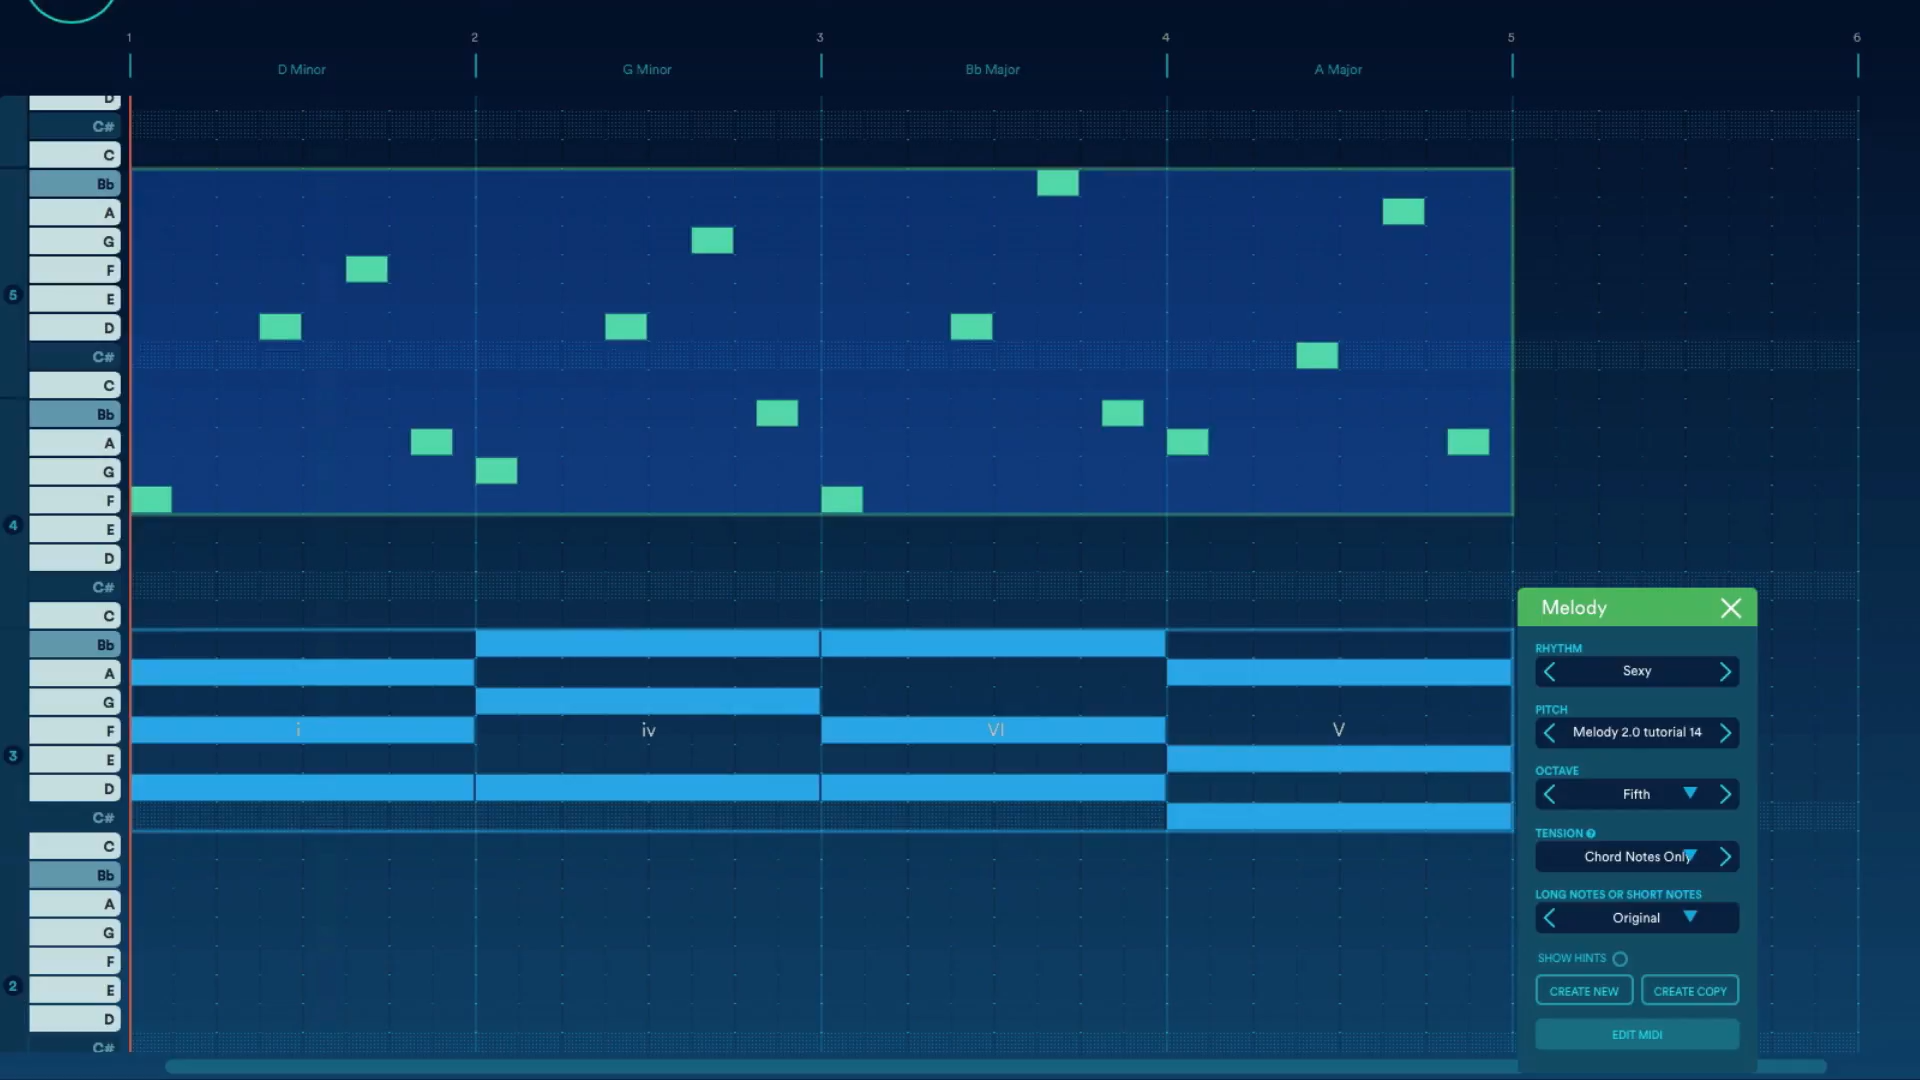 1 2 3 4 5 6
D Minor G Minor Bb Major A Major
D
C#
C
Bb
A
G
F
5
E
D
C#
C
Bb
A
G
F
4
E
D
C#
C
Bb
A
G
F
3
E
D
C#
C
Bb
A
G
F
2
E
D
C#
i iv VI V
Melody
RHYTHM
Sexy
PITCH
Melody 2.0 tutorial 14
OCTAVE
Fifth
TENSION ?
Chord Notes Only
LONG NOTES OR SHORT NOTES
Original
SHOW HINTS
CREATE NEW CREATE COPY
EDIT MIDI